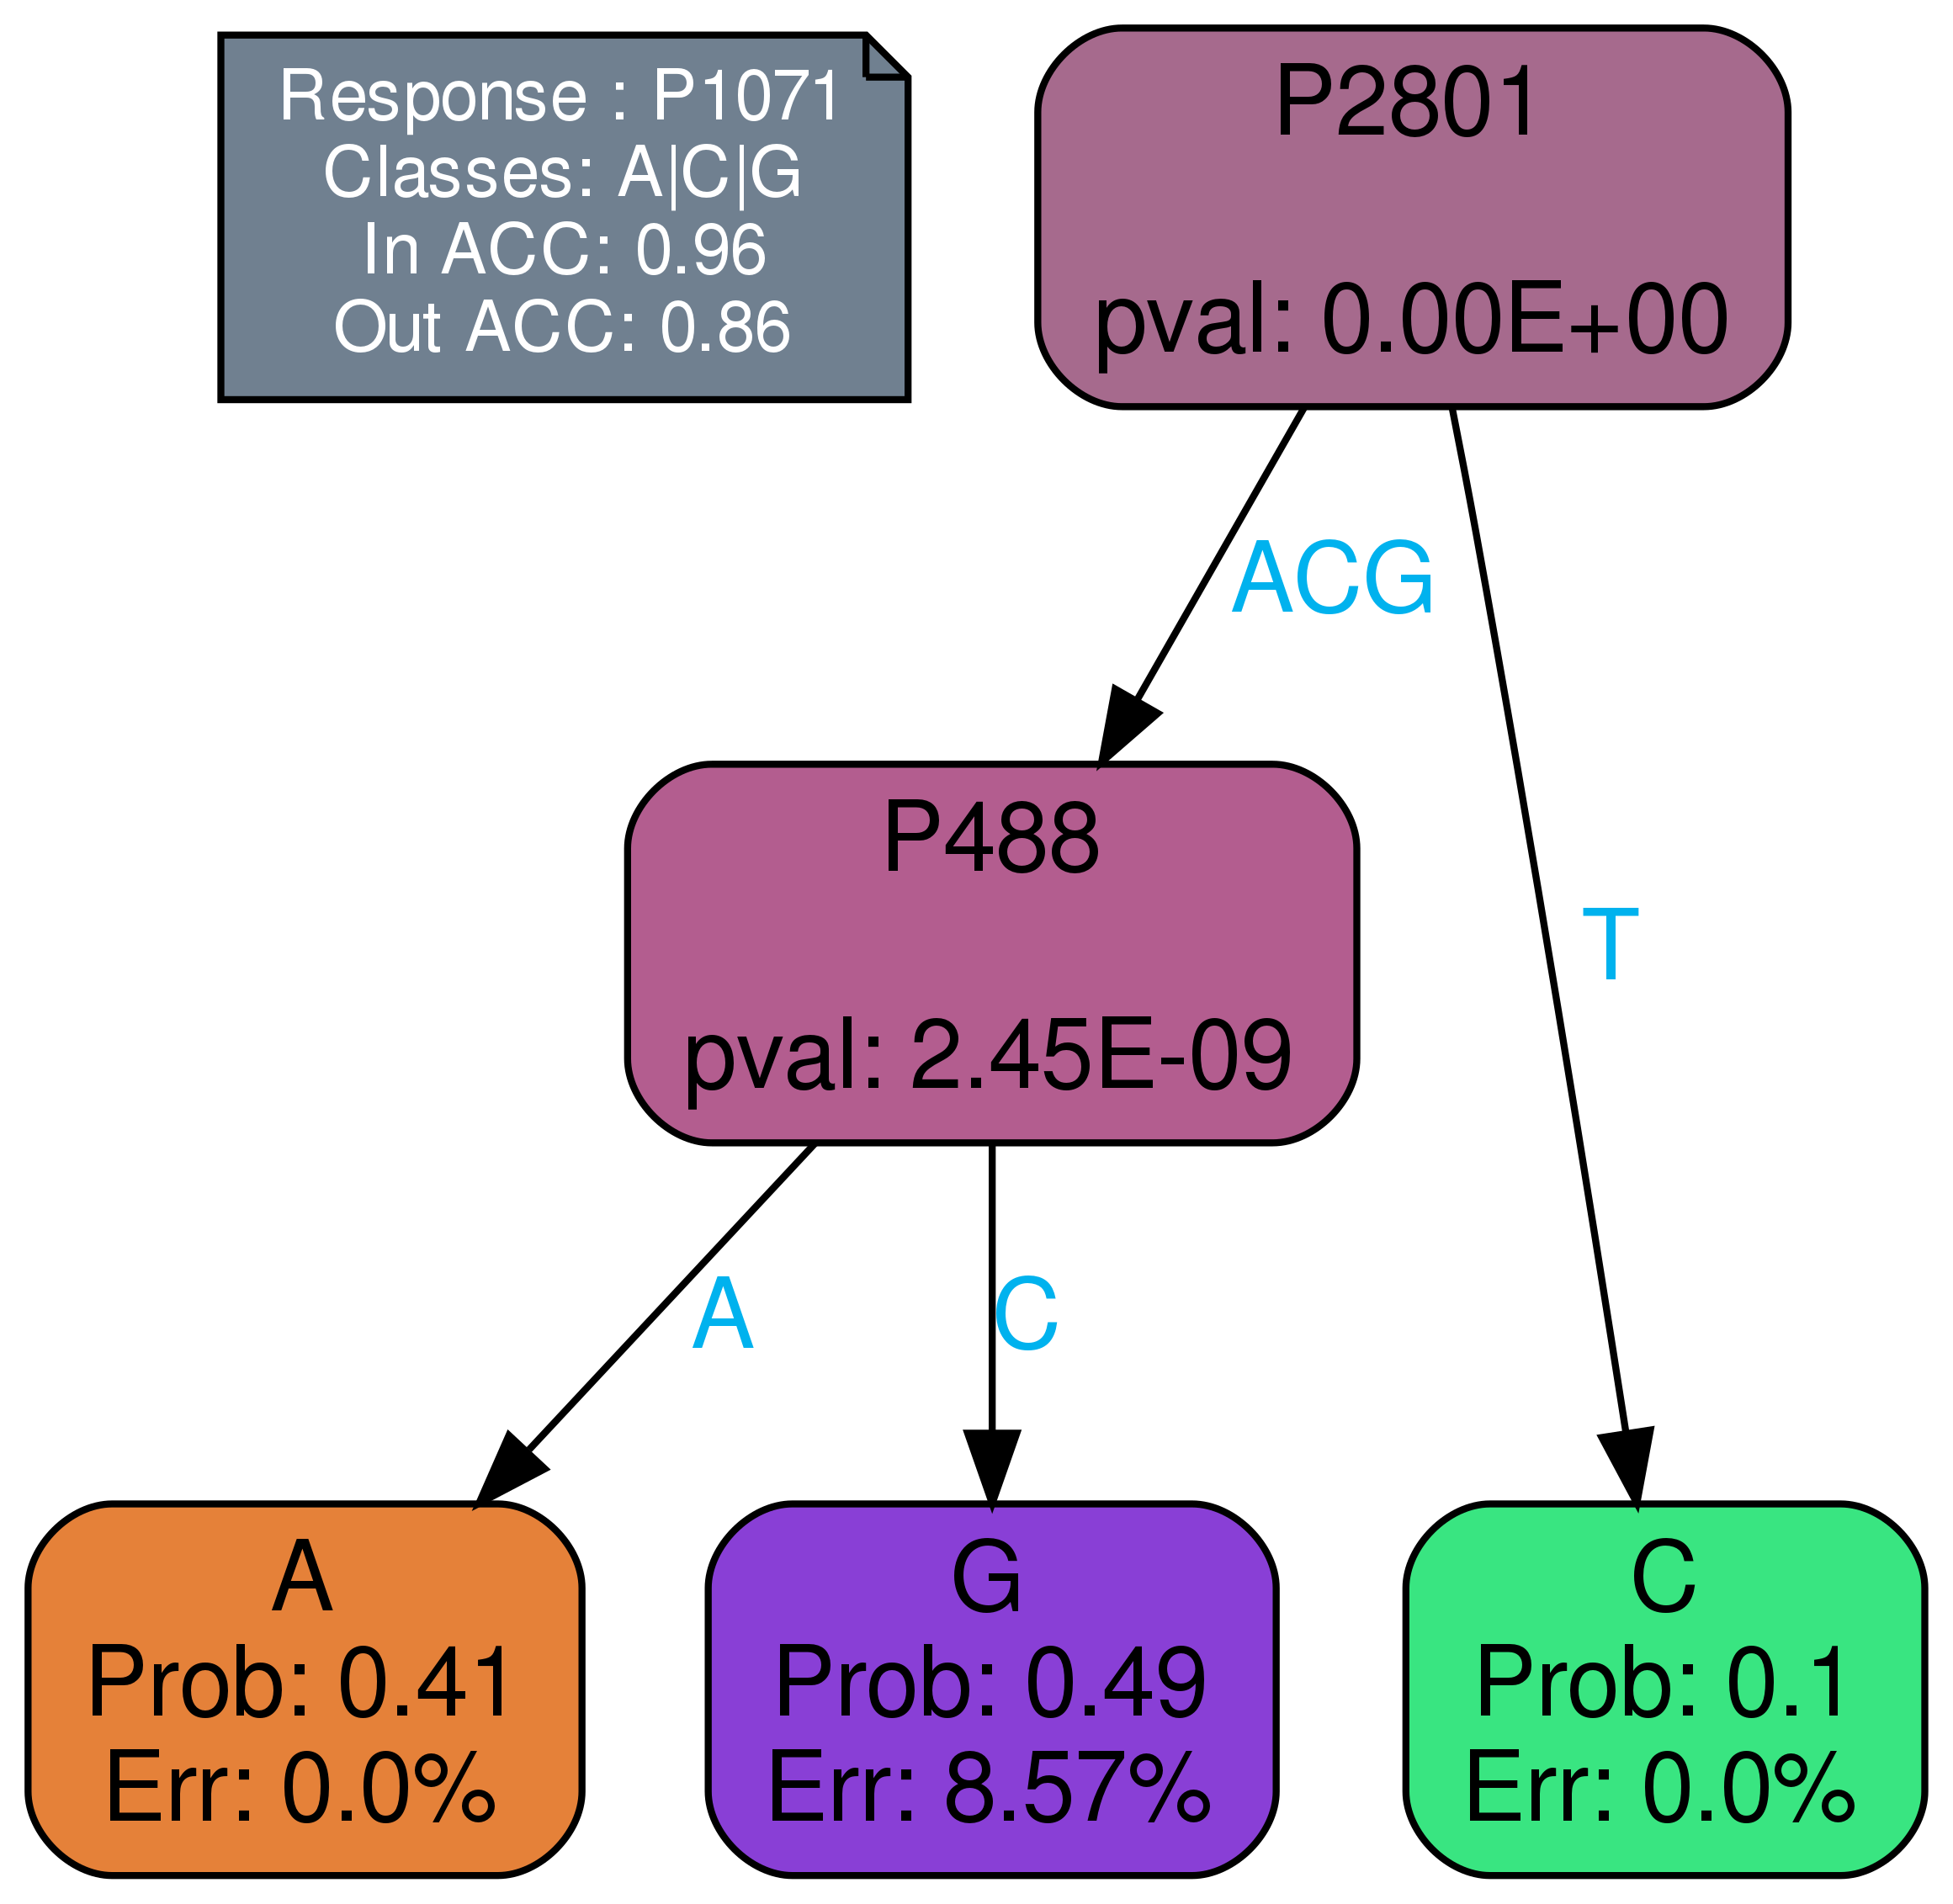 Response : P1071
Classes: A|C|G
In ACC: 0.96
Out ACC: 0.86
P2801
pval: 0.00E+00
ACG
P488
pval: 2.45E-09
T
A
C
A
Prob: 0.41
Err: 0.0%
G
Prob: 0.49
Err: 8.57%
C
Prob: 0.1
Err: 0.0%